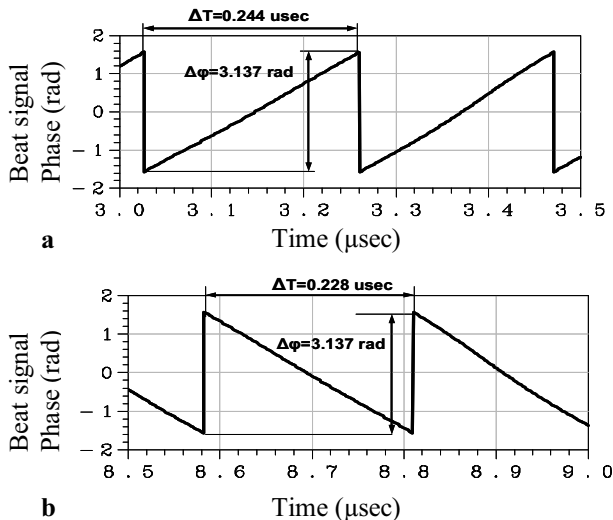 ΔT=0.244 usec
2
1
0
-1
-2
Δφ=3.137 rad
Beat signal
Phase (rad)
3.0 3.1 3.2 3.3 3.4 3.5
a Time (μsec)
ΔT=0.228 usec
2
1
0
-1
-2
Δφ=3.137 rad
Beat signal
Phase (rad)
8.5 8.6 8.7 8.8 8.9 9.0
b Time (μsec)